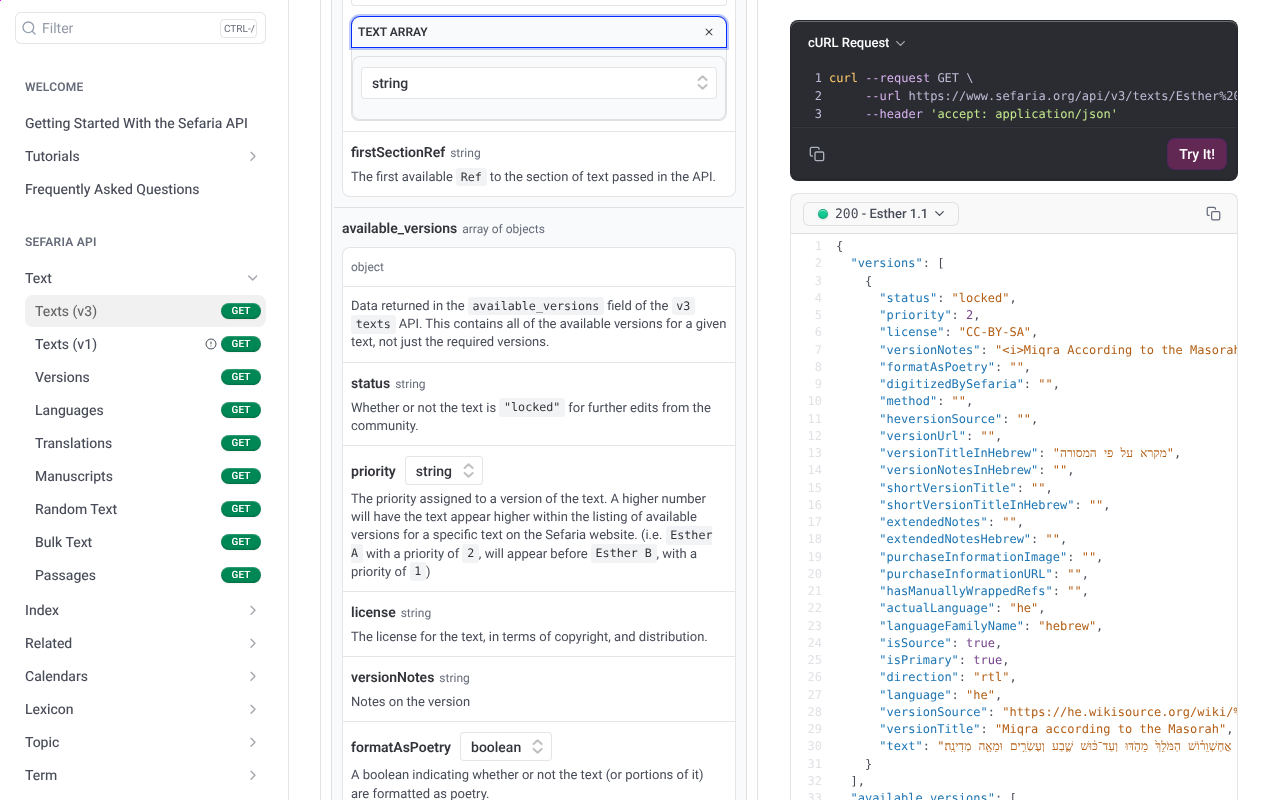 Filter
CTRL-/
WELCOME
Getting Started With the Sefaria API
Tutorials
Frequently Asked Questions
SEFARIA API
Text
Texts (v3) GET
Texts (v1) GET
Versions GET
Languages GET
Translations GET
Manuscripts GET
Random Text GET
Bulk Text GET
Passages GET
Index
Related
Calendars
Lexicon
Topic
Term
TEXT ARRAY
string
firstSectionRef string
The first available Ref to the section of text passed in the API.
available_versions array of objects
object
Data returned in the available_versions field of the v3
texts API. This contains all of the available versions for a given
text, not just the required versions.
status string
Whether or not the text is "locked" for further edits from the
community.
priority string
The priority assigned to a version of the text. A higher number
will have the text appear higher within the listing of available
versions for a specific text on the Sefaria website. (i.e. Esther
A with a priority of 2, will appear before Esther B, with a
priority of 1)
license string
The license for the text, in terms of copyright, and distribution.
versionNotes string
Notes on the version
formatAsPoetry boolean
A boolean indicating whether or not the text (or portions of it)
are formatted as poetry.
cURL Request
1 curl --request GET \
2 --url https://www.sefaria.org/api/v3/texts/Esther%20
3 --header 'accept: application/json'
Try It!
200 - Esther 1.1
1 {
2 "versions": [
3 {
4 "status": "locked",
5 "priority": 2,
6 "license": "CC-BY-SA",
7 "versionNotes": "<i>Miqra According to the Masorah
8 "formatAsPoetry": "",
9 "digitizedBySefaria": "",
10 "method": "",
11 "heversionSource": "",
12 "versionUrl": "",
13 "versionTitleInHebrew": "מקרא על פי המסורה",
14 "versionNotesInHebrew": "",
15 "shortVersionTitle": "",
16 "shortVersionTitleInHebrew": "",
17 "extendedNotes": "",
18 "extendedNotesHebrew": "",
19 "purchaseInformationImage": "",
20 "purchaseInformationURL": "",
21 "hasManuallyWrappedRefs": "",
22 "actualLanguage": "he",
23 "languageFamilyName": "hebrew",
24 "isSource": true,
25 "isPrimary": true,
26 "direction": "rtl",
27 "language": "he",
28 "versionSource": "https://he.wikisource.org/wiki/%
29 "versionTitle": "Miqra according to the Masorah",
30 "text": "אֲחַשְׁוֵר֗וֹשׁ הַמֹּלֵךְ֙ מֵהֹ֣דּוּ וְעַד־כּ֔וּשׁ שֶׁ֛בַע וְעֶשְׂרִ֥ים וּמֵאָ֖ה מְדִינָֽה׃
31 }
32 ],
33 "available_versions": [